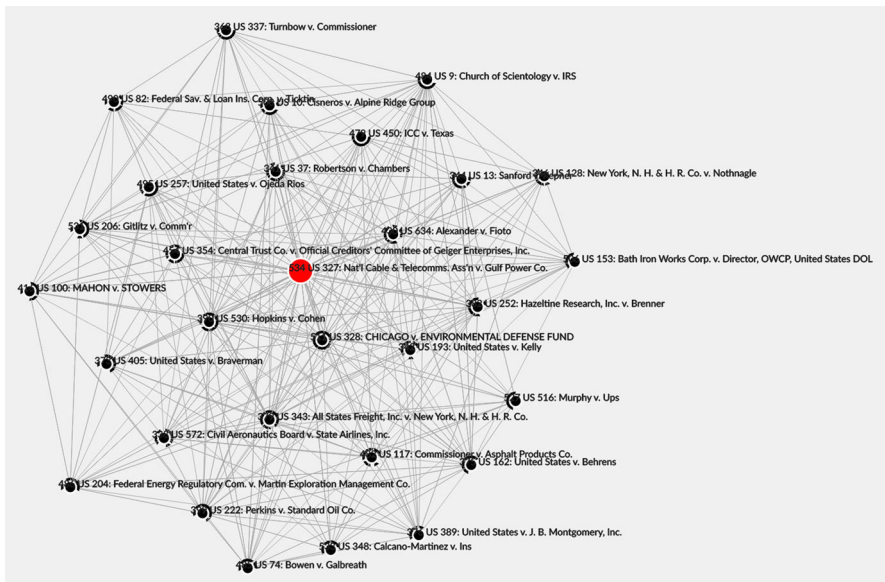 US 337: Turnbow v. Commissioner
US 9: Church of Scientology v. IRS
US 82: Federal Sav. & Loan Ins. Corp. v. Ticktin
US 10: Cisneros v. Alpine Ridge Group
US 450: ICC v. Texas
US 37: Robertson v. Chambers
US 13: Sanford v.
US 128: New York, N. H. & H. R. Co. v. Nothnagle
US 257: United States v. Ojeda Rios
US 206: Gitlitz v. Comm'r
US 634: Alexander v. Fioto
US 354: Central Trust Co. v. Official Creditors' Committee of Geiger Enterprises, Inc.
US 153: Bath Iron Works Corp. v. Director, OWCP, United States DOL
534 US 327: Nat'l Cable & Telecomms. Ass'n v. Gulf Power Co.
US 100: MAHON v. STOWERS
US 252: Hazeltine Research, Inc. v. Brenner
US 530: Hopkins v. Cohen
US 328: CHICAGO v. ENVIRONMENTAL DEFENSE FUND
US 193: United States v. Kelly
US 405: United States v. Braverman
US 516: Murphy v. Ups
US 343: All States Freight, Inc. v. New York, N. H. & H. R. Co.
US 572: Civil Aeronautics Board v. State Airlines, Inc.
US 117: Commissioner v. Asphalt Products Co.
US 162: United States v. Behrens
US 204: Federal Energy Regulatory Com. v. Martin Exploration Management Co.
US 222: Perkins v. Standard Oil Co.
US 389: United States v. J. B. Montgomery, Inc.
US 348: Calcano-Martinez v. Ins
US 74: Bowen v. Galbreath